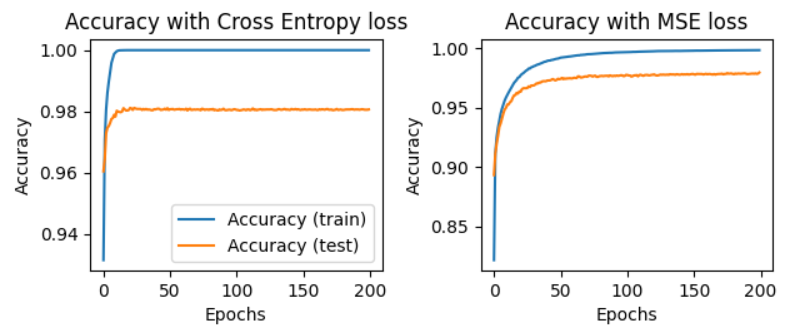 Accuracy with Cross Entropy loss
Accuracy
1.00
0.98
0.96
0.94
Accuracy (train)
Accuracy (test)
0 50 100 150 200
Epochs
Accuracy with MSE loss
Accuracy
1.00
0.95
0.90
0.85
0 50 100 150 200
Epochs